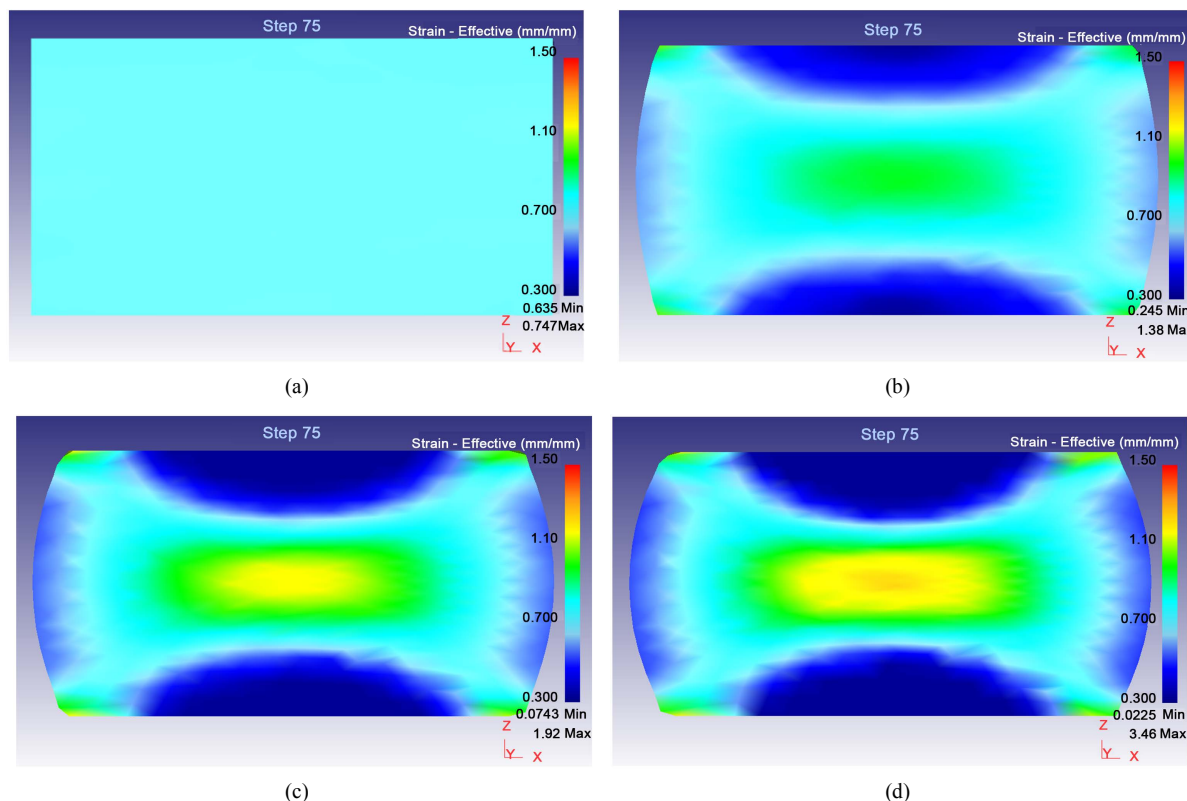 Step 75
Strain - Effective (mm/mm)
1.50
1.10
0.700
0.300
0.635 Min
0.747 Max
Z
Y X
(a)
Step 75
Strain - Effective (mm/mm)
1.50
1.10
0.700
0.300
0.245 Min
1.38 Ma
Z
Y X
(b)
Step 75
Strain - Effective (mm/mm)
1.50
1.10
0.700
0.300
0.0743 Min
1.92 Max
Z
Y X
(c)
Step 75
Strain - Effective (mm/mm)
1.50
1.10
0.700
0.300
0.0225 Min
3.46 Max
Z
Y X
(d)